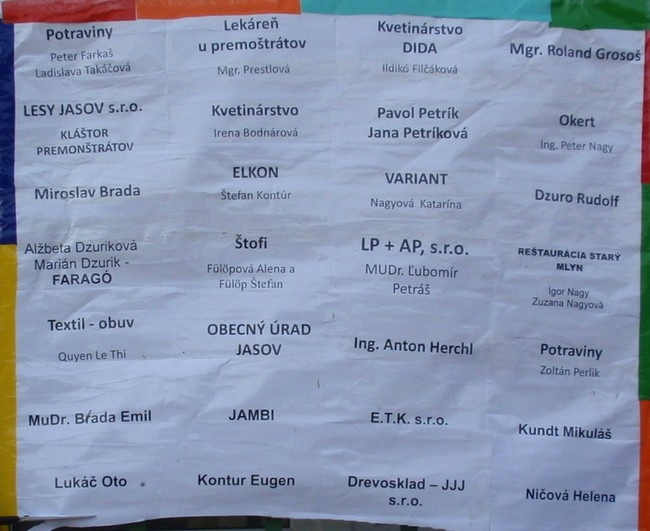 Potraviny
Peter Farkaš
Ladislava Takáčová
Lekáreň
u premoštrátov
Mgr. Prestlová
Kvetinárstvo
DIDA
Ildikó Filčáková
Mgr. Roland Grosoš
LESY JASOV s.r.o.
KLÁŠTOR
PREMONŠTRÁTOV
Kvetinárstvo
Irena Bodnárová
Pavol Petrík
Jana Petríková
Okert
Ing. Peter Nagy
Miroslav Brada
ELKON
Štefan Kontúr
VARIANT
Nagyová Katarína
Dzuro Rudolf
Alžbeta Dzuriková
Marián Dzurik -
FARAGÓ
Štofi
Fülöpová Alena a
Fülöp Štefan
LP + AP, s.r.o.
MUDr. Ľubomír
Petráš
REŠTAURÁCIA STARÝ
MLYN
Igor Nagy
Zuzana Nagyová
Textil - obuv
Quyen Le Thi
OBECNÝ ÚRAD
JASOV
Ing. Anton Herchl
Potraviny
Zoltán Perlik
MuDr. Brada Emil
JAMBI
E.T.K. s.r.o.
Kundt Mikuláš
Lukáč Oto
Kontur Eugen
Drevosklad – JJJ
s.r.o.
Ničová Helena